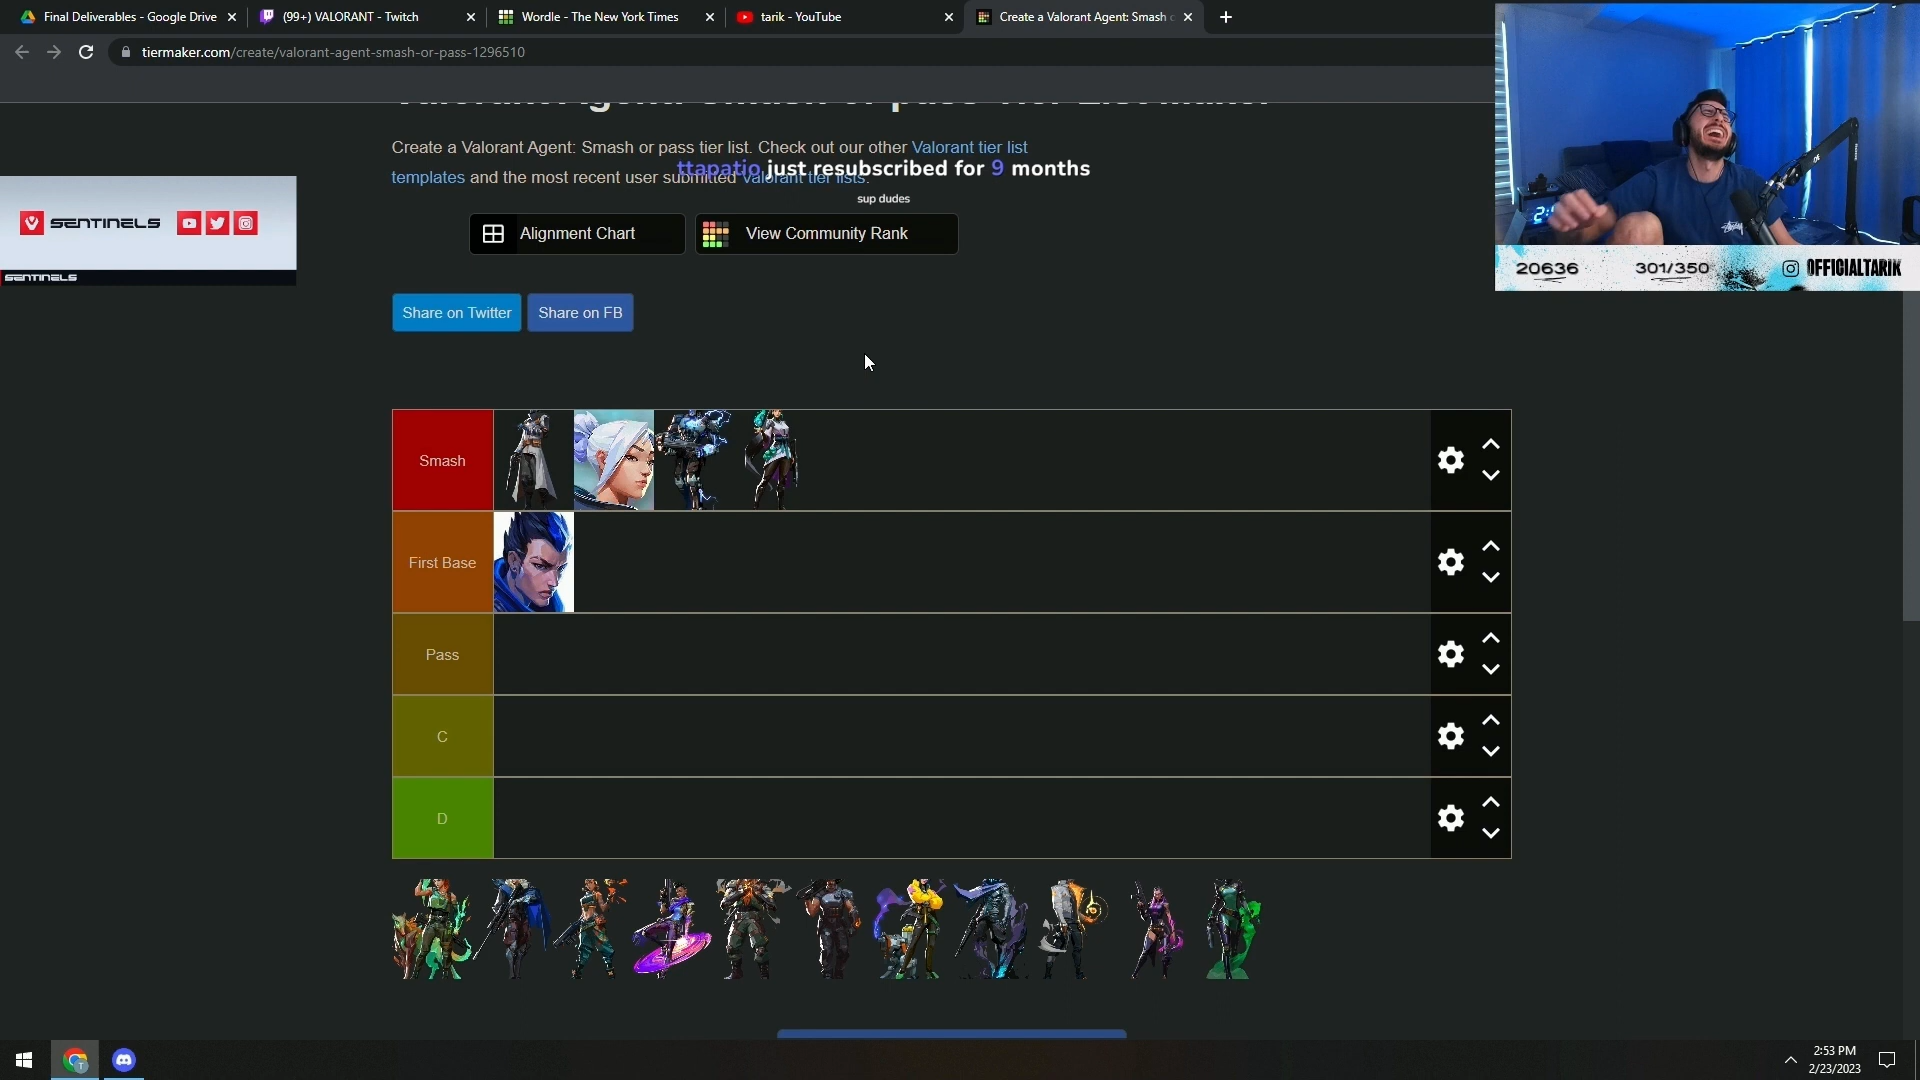 Final Deliverables - Google Drive
(99+) VALORANT - Twitch
Wordle - The New York Times
tarik - YouTube
Create a Valorant Agent: Smash
tiermaker.com/create/valorant-agent-smash-or-pass-1296510
Create a Valorant Agent: Smash or pass tier list. Check out our other Valorant tier list
templates and the most recent user submitted Valorant tier lists.
ttapatio just resubscribed for 9 months
sup dudes
SENTINELS
SENTINELS
Alignment Chart
View Community Rank
20636
301/350
OFFICIALTARIK
Share on Twitter
Share on FB
Smash
First Base
Pass
C
D
2:53 PM
2/23/2023